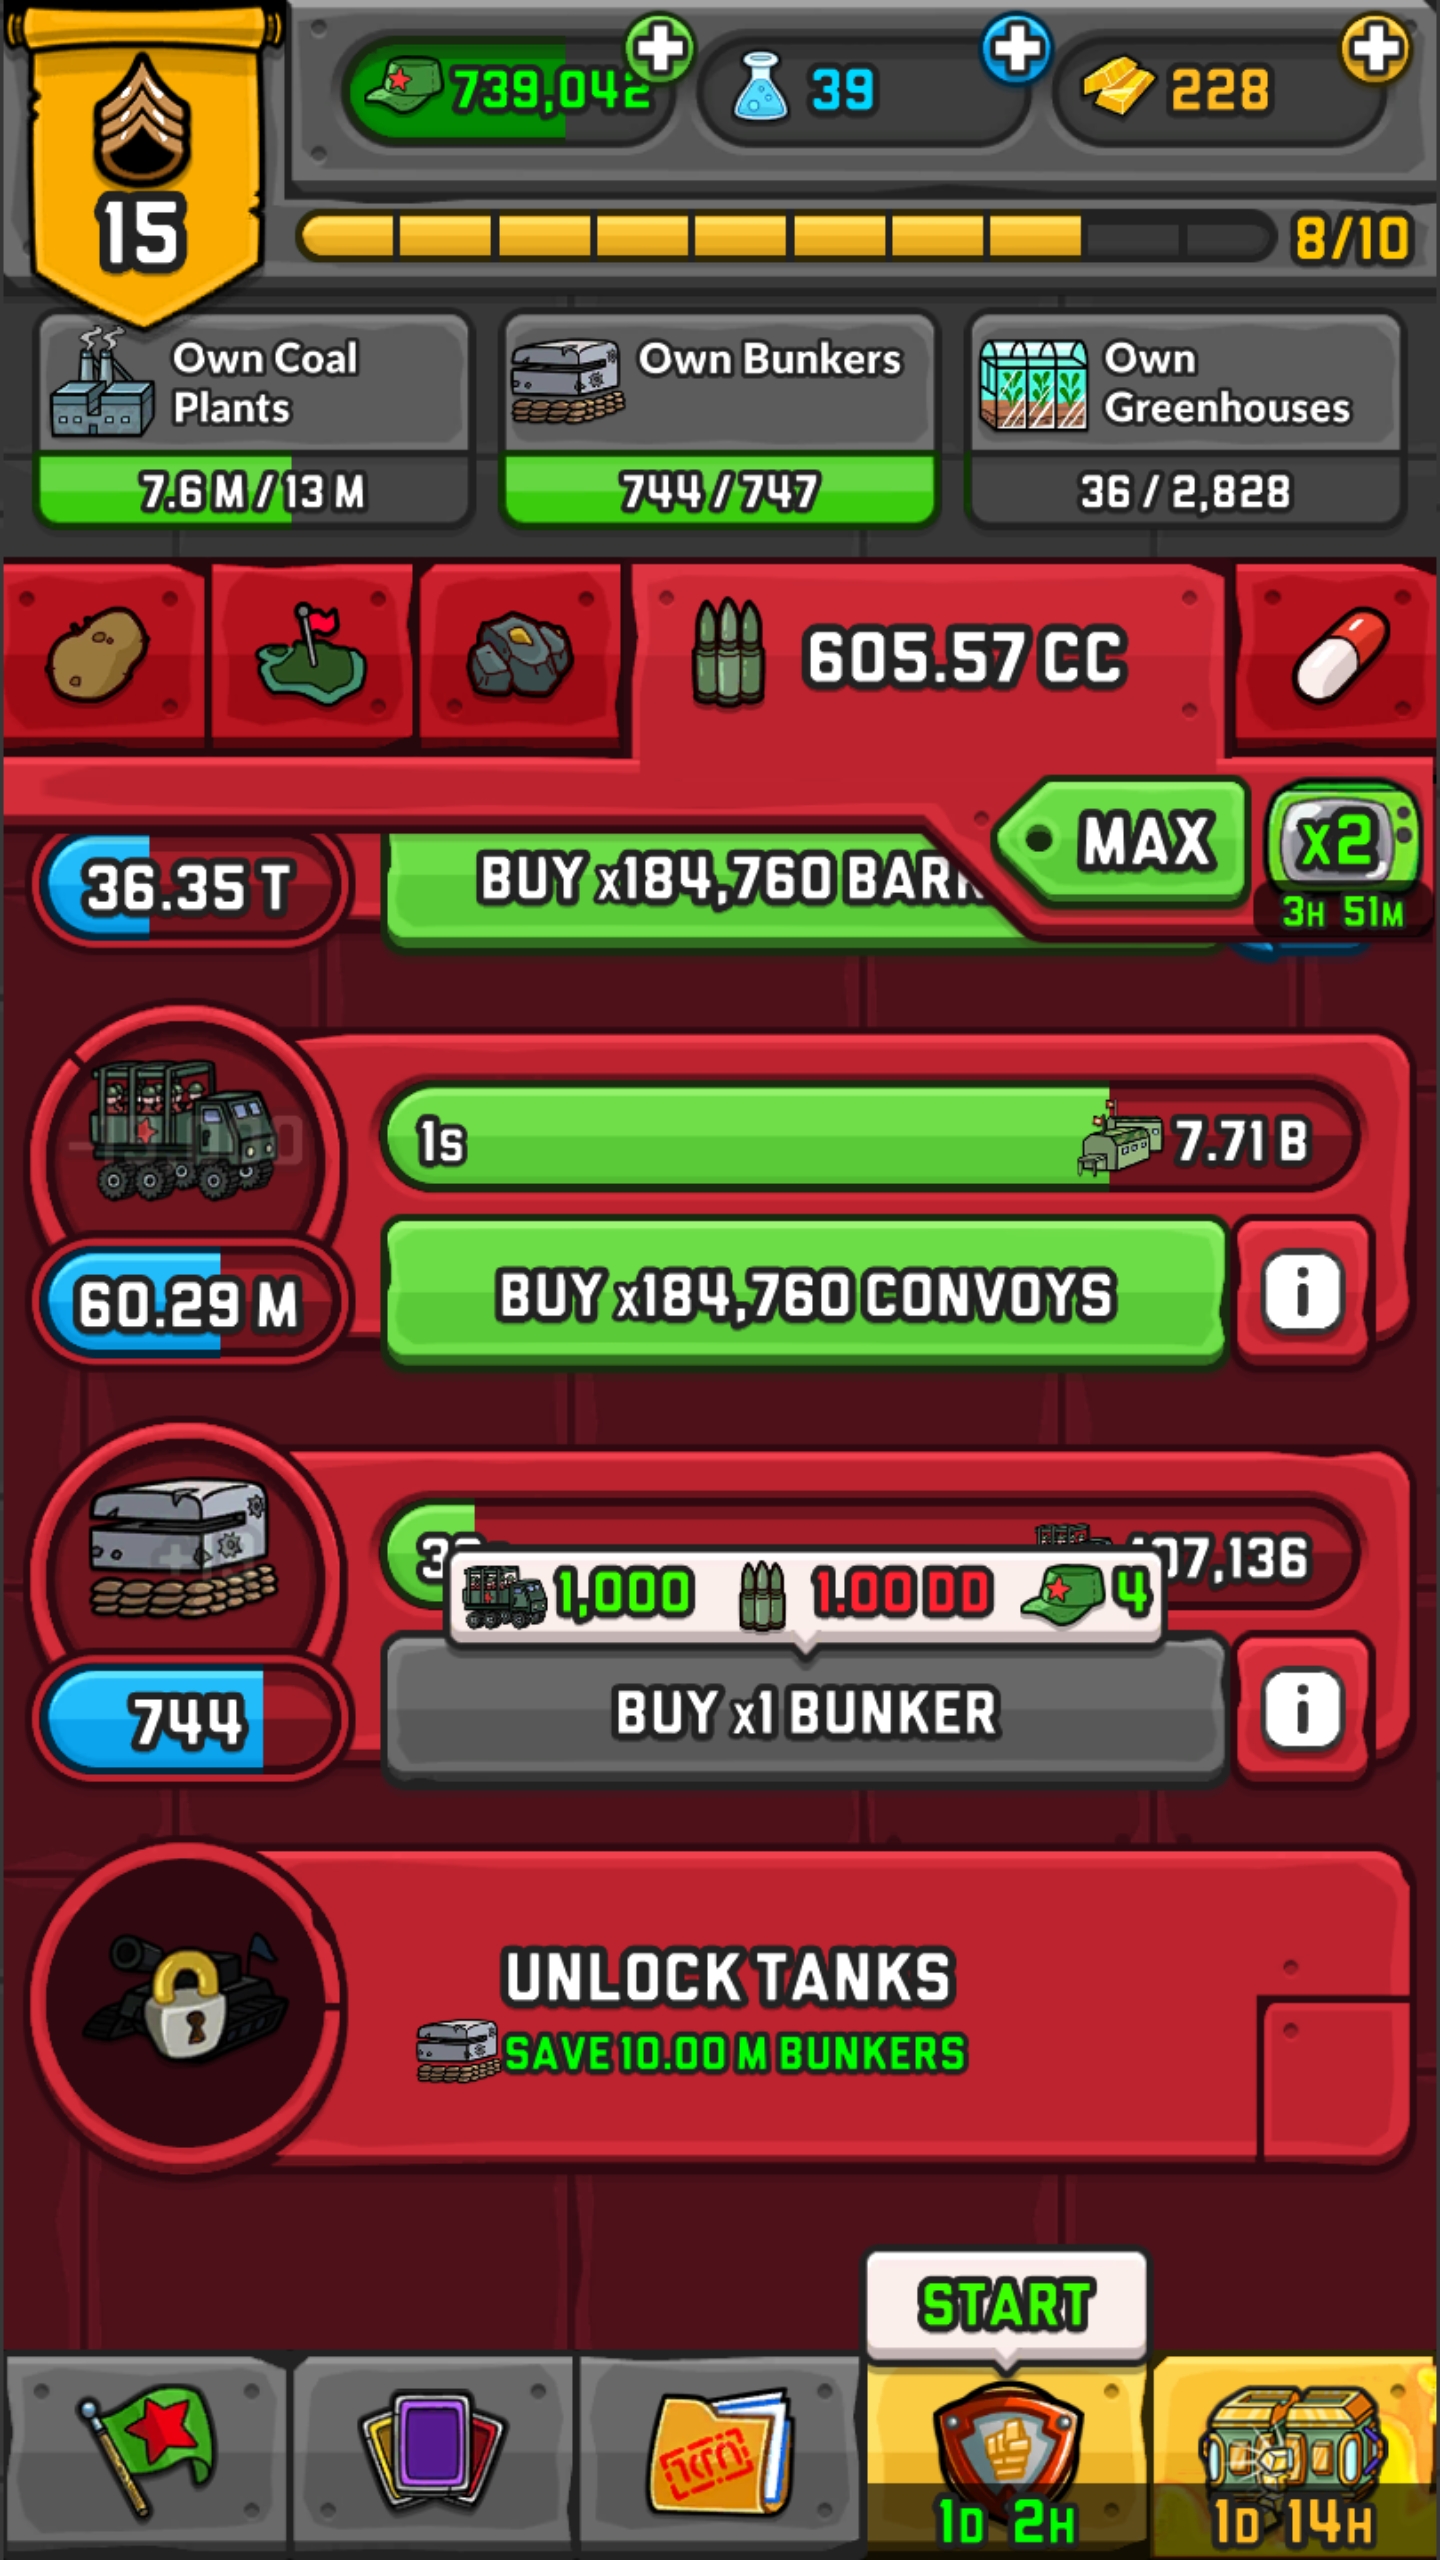 739,042
39
228
15
8/10
Own Coal
Plants
Own Bunkers
Own
Greenhouses
7.6 M / 13 M
744 / 747
36 / 2,828
605.57 CC
MAX
x2
3H 51M
36.35 T
BUY x184,760
1s
7.71 B
60.29 M
BUY x184,760 CONVOYS
1,000
1.00 DD
4
744
BUY x1 BUNKER
UNLOCK TANKS
SAVE 10.00 M BUNKERS
START
1D 2H
1D 14H